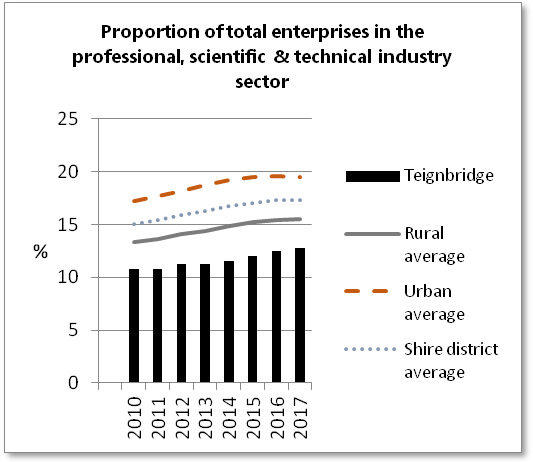 Proportion of total enterprises in the
professional, scientific & technical industry
sector
25
20
15
10
5
0
%
2010
2011
2012
2013
2014
2015
2016
2017
Teignbridge
Rural
average
Urban
average
Shire district
average